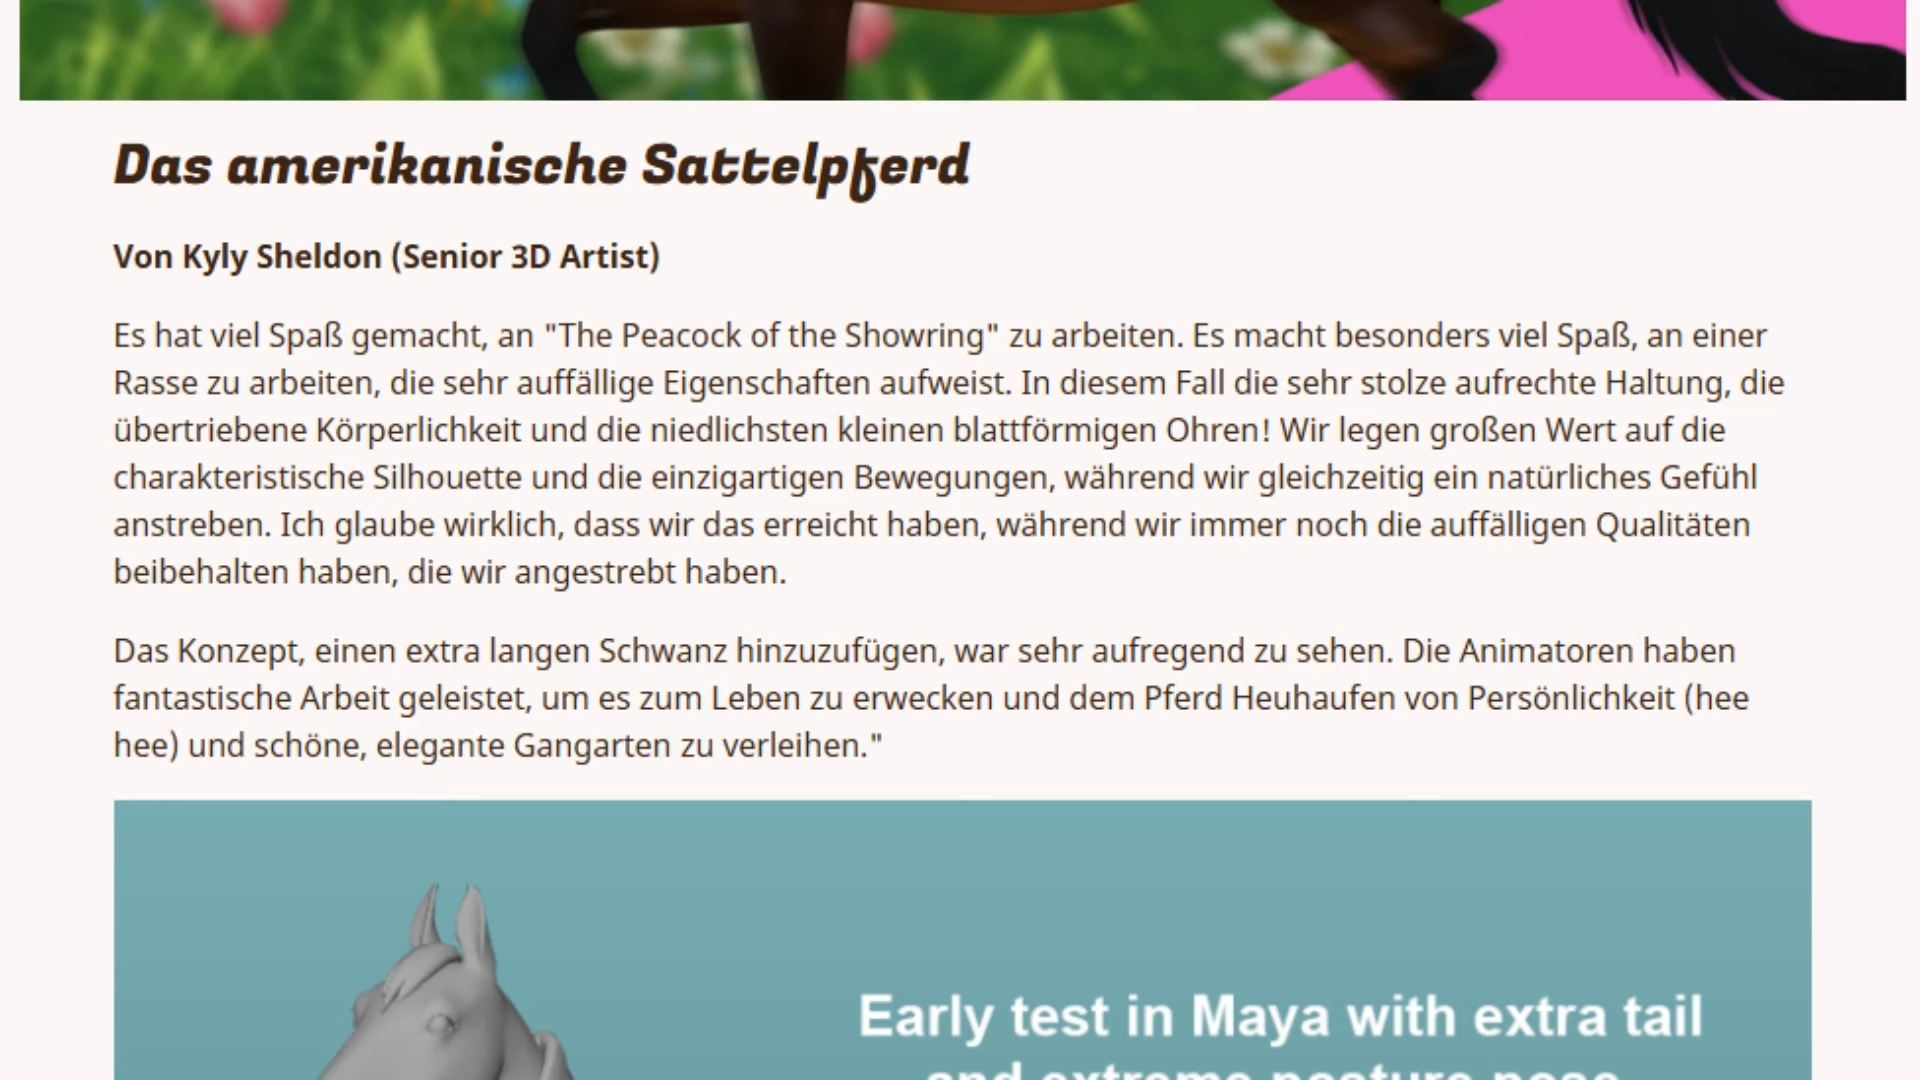 Das amerikanische Sattelpferd
Von Kyly Sheldon (Senior 3D Artist)
Es hat viel Spaß gemacht, an "The Peacock of the Showring" zu arbeiten. Es macht besonders viel Spaß, an einer
Rasse zu arbeiten, die sehr auffällige Eigenschaften aufweist. In diesem Fall die sehr stolze aufrechte Haltung, die
übertriebene Körperlichkeit und die niedlichsten kleinen blattförmigen Ohren! Wir legen großen Wert auf die
charakteristische Silhouette und die einzigartigen Bewegungen, während wir gleichzeitig ein natürliches Gefühl
anstreben. Ich glaube wirklich, dass wir das erreicht haben, während wir immer noch die auffälligen Qualitäten
beibehalten haben, die wir angestrebt haben.
Das Konzept, einen extra langen Schwanz hinzuzufügen, war sehr aufregend zu sehen. Die Animatoren haben
fantastische Arbeit geleistet, um es zum Leben zu erwecken und dem Pferd Heuhaufen von Persönlichkeit (hee
hee) und schöne, elegante Gangarten zu verleihen."
Early test in Maya with extra tail
and extreme posture pose